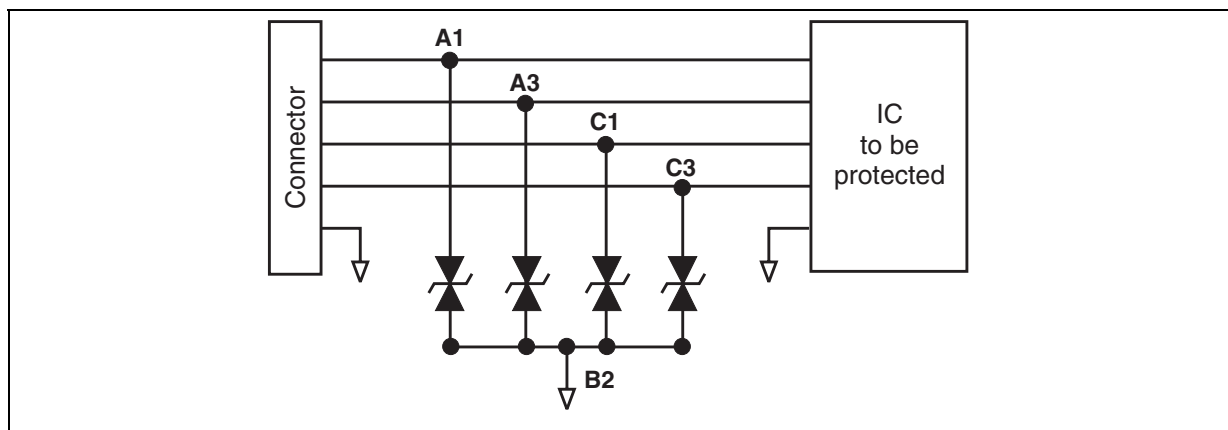 A1
A3
C1
C3
Connector
IC
to be
protected
B2